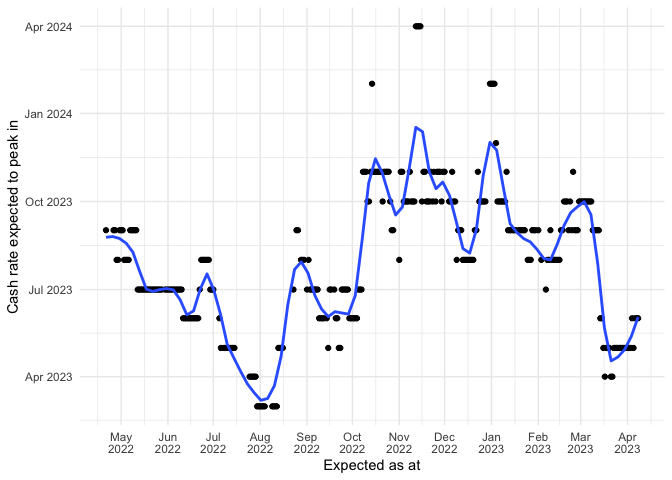 Cash rate expected to peak in
Apr 2024
Jan 2024
Oct 2023
Jul 2023
Apr 2023
May Jun Jul Aug Sep Oct Nov Dec Jan Feb Mar Apr
2022 2022 2022 2022 2022 2022 2022 2022 2023 2023 2023 2023
Expected as at